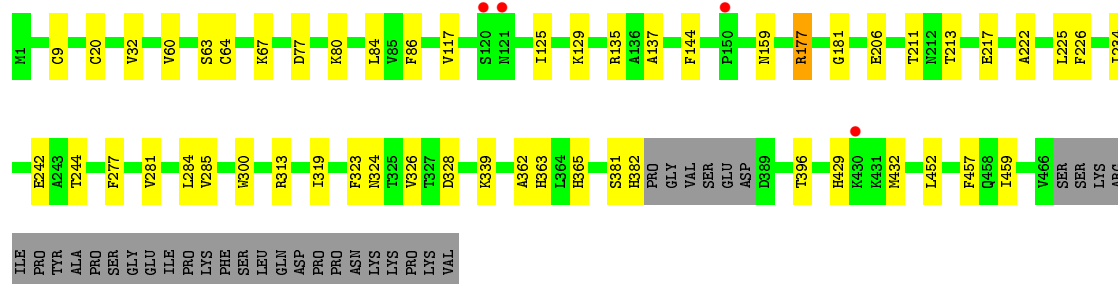 M1 C9 C20 V32 V60 S63 C64 K67 D77 K80 L84 V85 F86 V117 S120 N121 I125 K129 R135 A136 A137 F144 P150 N159 R177 G181 E206 T211 N212 T213 E217 A222 L225 F226
E242 A243 T244 F277 V281 L284 V285 W300 R313 I319 F323 N324 T325 V326 T327 D328 K339 A362 H363 L364 H365 S381 H382 PRO GLY VAL SER GLU ASP D389 T396 H429 K430 K431 M432 L452 F457 Q458 I459 V466 SER SER LYS ARG
ILE PRO TYR ALA PRO SER GLY GLU ILE PRO LYS PHE SER LEU GLN ASP PRO PRO ASN LYS LYS PRO LYS VAL